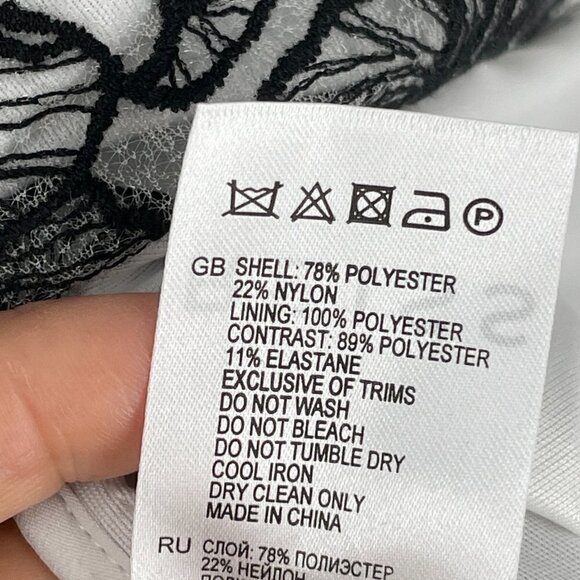 P
GB SHELL: 78% POLYESTER
22% NYLON
LINING: 100% POLYESTER
CONTRAST: 89% POLYESTER
11% ELASTANE
EXCLUSIVE OF TRIMS
DO NOT WASH
DO NOT BLEACH
DO NOT TUMBLE DRY
COOL IRON
DRY CLEAN ONLY
MADE IN CHINA
RU СЛОЙ: 78% ПОЛИЭСТЕР
22% НЕЙЛОН